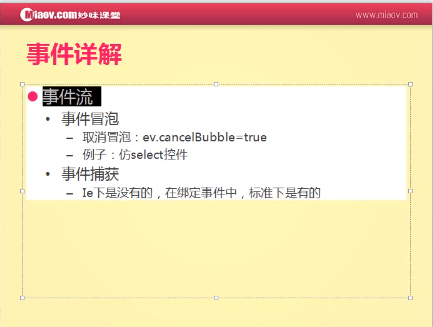 Miaov.com妙味课堂
www.miaov.com
事件详解
事件流
事件冒泡
取消冒泡：ev.cancelBubble=true
例子：仿select控件
事件捕获
Ie下是没有的，在绑定事件中，标准下是有的